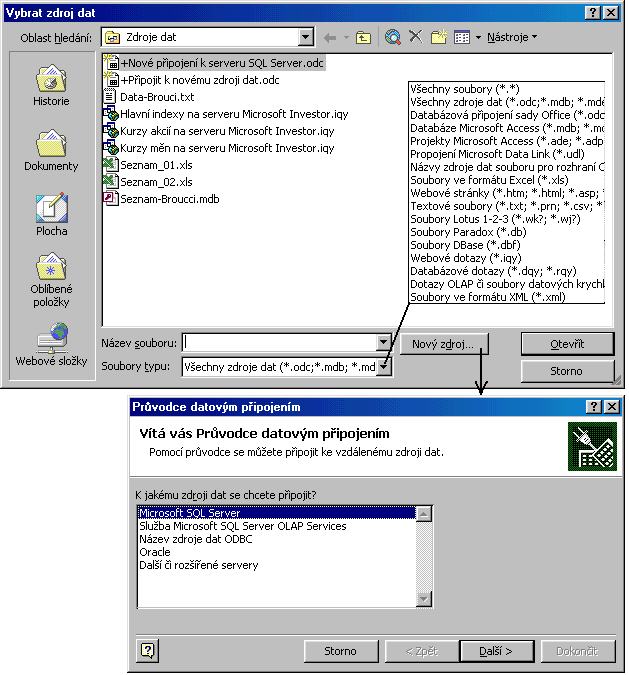 Vybrat zdroj dat
Oblast hledání:
Zdroje dat
Nástroje
Historie
Dokumenty
Plocha
Oblíbené
položky
Webové složky
+Nové připojení k serveru SQL Server.odc
+Připojit k novému zdroji dat.odc
Data-Brouci.txt
Hlavní indexy na serveru Microsoft Investor.iqy
Kurzy akcií na serveru Microsoft Investor.iqy
Kurzy měn na serveru Microsoft Investor.iqy
Seznam_01.xls
Seznam_02.xls
Seznam-Broucci.mdb
Všechny soubory (*.*)
Všechny zdroje dat (*.odc;*.mdb; *.mde
Databázová připojení sady Office (*.odc
Databáze Microsoft Access (*.mdb; *.md
Projekty Microsoft Access (*.ade; *.adp
Propojení Microsoft Data Link (*.udl)
Názvy zdroje dat souboru pro rozhraní O
Soubory ve formátu Excel (*.xls)
Webové stránky (*.htm; *.html; *.asp;
Textové soubory (*.txt; *.prn; *.csv;
Soubory Lotus 1-2-3 (*.wk?; *.wj?)
Soubory Paradox (*.db)
Soubory DBase (*.dbf)
Webové dotazy (*.iqy)
Databázové dotazy (*.dqy; *.rqy)
Dotazy OLAP či soubory datových krychl
Soubory ve formátu XML (*.xml)
Název souboru:
Nový zdroj...
Otevřít
Soubory typu:
Všechny zdroje dat (*.odc;*.mdb; *.md
Storno
Průvodce datovým připojením
Vítá vás Průvodce datovým připojením
Pomocí průvodce se můžete připojit ke vzdálenému zdroji dat.
K jakému zdroji dat se chcete připojit?
Microsoft SQL Server
Služba Microsoft SQL Server OLAP Services
Název zdroje dat ODBC
Oracle
Další či rozšířené servery
Storno
< Zpět
Další >
Dokončit